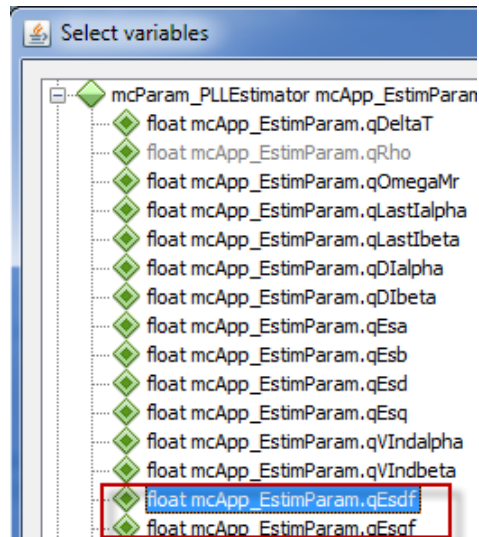 Select variables
mcParam_PLLEstimator mcApp_EstimParam
float mcApp_EstimParam.qDeltaT
float mcApp_EstimParam.qRho
float mcApp_EstimParam.qOmegaMr
float mcApp_EstimParam.qLastIalpha
float mcApp_EstimParam.qLastIbeta
float mcApp_EstimParam.qDIalpha
float mcApp_EstimParam.qDIbeta
float mcApp_EstimParam.qEsa
float mcApp_EstimParam.qEsb
float mcApp_EstimParam.qEsd
float mcApp_EstimParam.qEsq
float mcApp_EstimParam.qVIndalpha
float mcApp_EstimParam.qVIndbeta
float mcApp_EstimParam.qEsdf
float mcApp_EstimParam.qEsqf